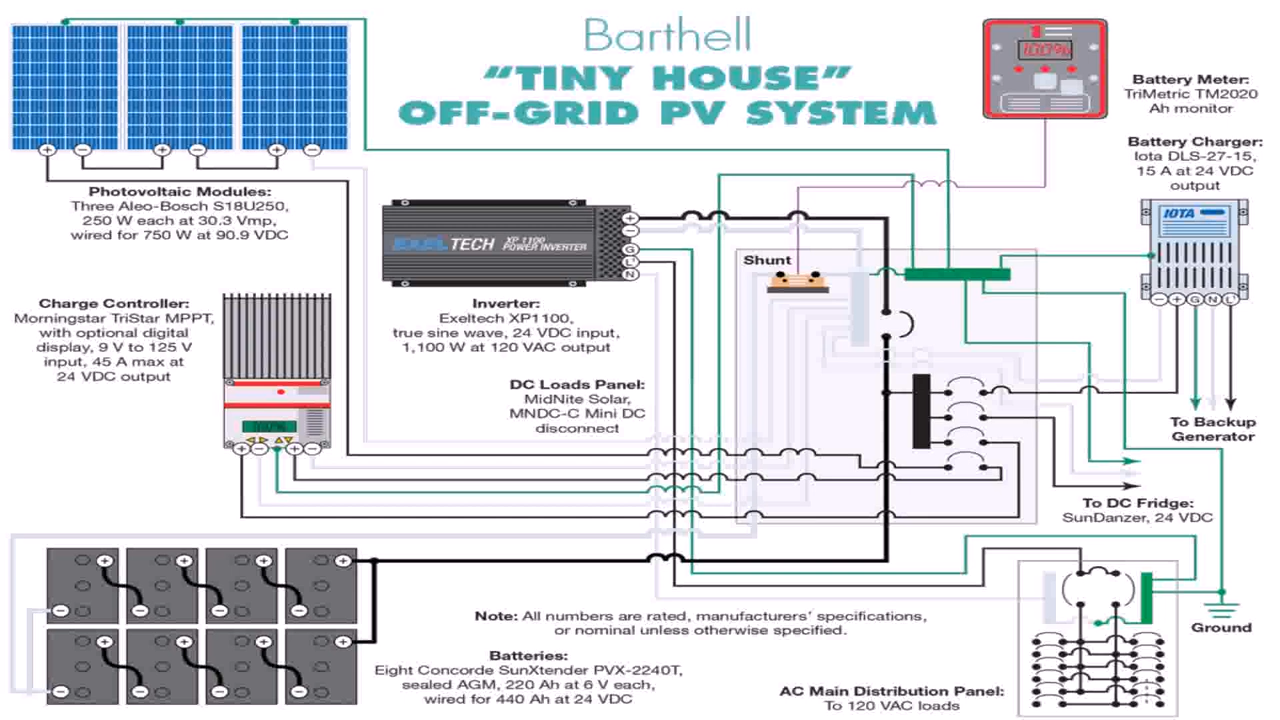 Barthell
“TINY HOUSE”
OFF-GRID PV SYSTEM
100%
Battery Meter:
TriMetric TM2020
Ah monitor
Battery Charger:
Iota DLS-27-15,
15 A at 24 VDC
output
IOTA
− + G N L'
+ − + − + −
Photovoltaic Modules:
Three Aleo-Bosch S18U250,
250 W each at 30.3 Vmp,
wired for 750 W at 90.9 VDC
EXELTECH XP 1100
POWER INVERTER
+
−
G
L'
N
Inverter:
Exeltech XP1100,
true sine wave, 24 VDC input,
1,100 W at 120 VAC output
Shunt
Charge Controller:
Morningstar TriStar MPPT,
with optional digital
display, 9 V to 125 V
input, 45 A max at
24 VDC output
100%
+ − + −
DC Loads Panel:
MidNite Solar,
MNDC-C Mini DC
disconnect
To Backup
Generator
To DC Fridge:
SunDanzer, 24 VDC
+ + + +
− − − −
+ + + +
− − − −
Note: All numbers are rated, manufacturers’ specifications,
or nominal unless otherwise specified.
Ground
Batteries:
Eight Concorde SunXtender PVX-2240T,
sealed AGM, 220 Ah at 6 V each,
wired for 440 Ah at 24 VDC
AC Main Distribution Panel:
To 120 VAC loads